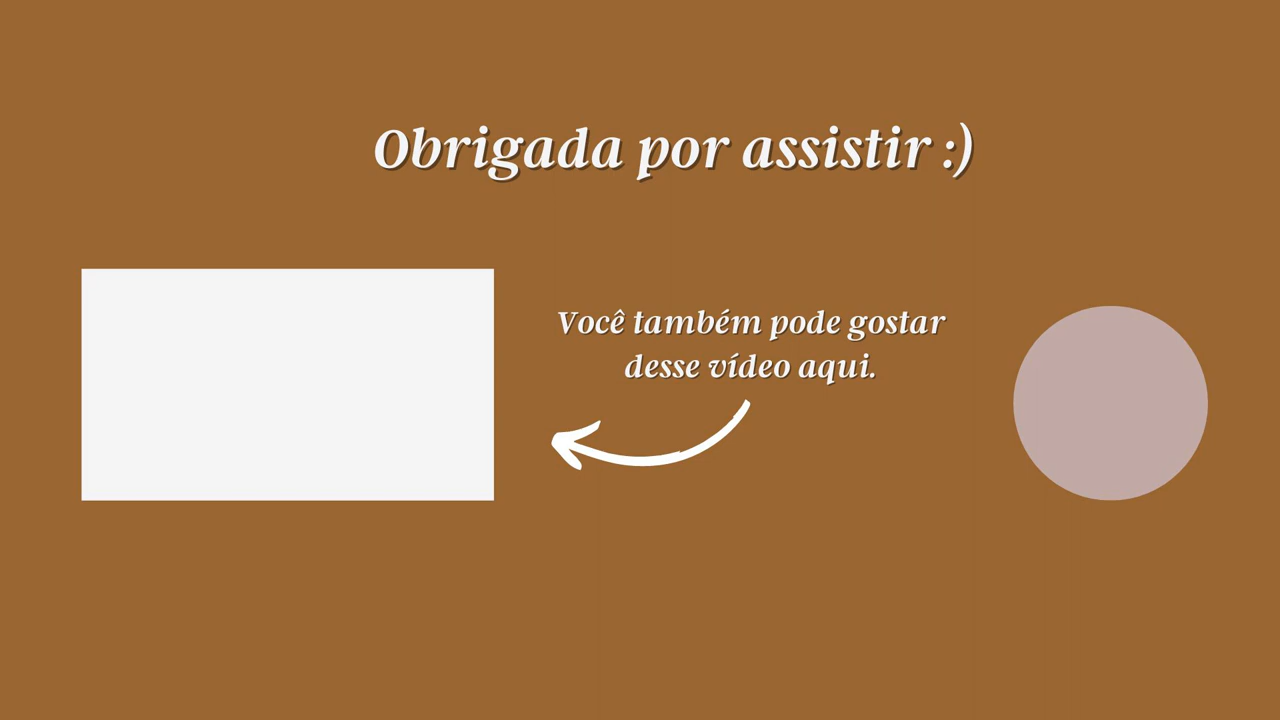 Obrigada por assistir :)
Você também pode gostar
desse vídeo aqui.